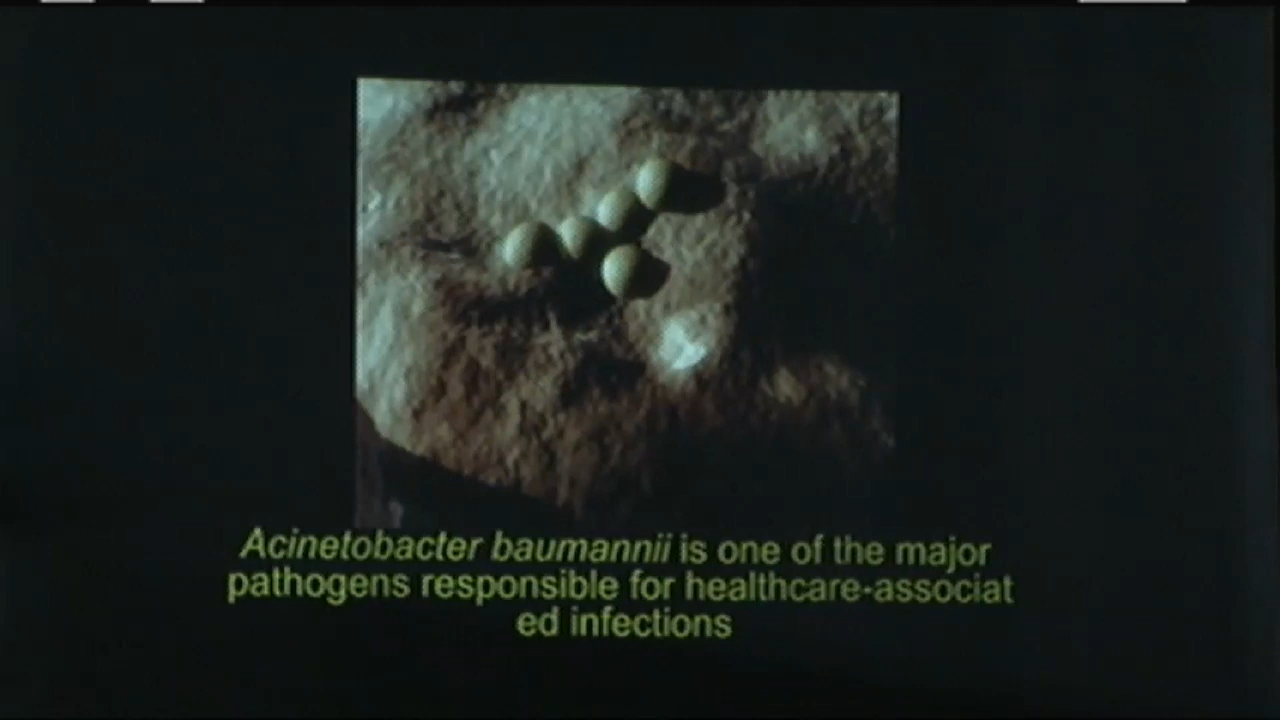 Acinetobacter baumannii is one of the major
pathogens responsible for healthcare-associat
ed infections